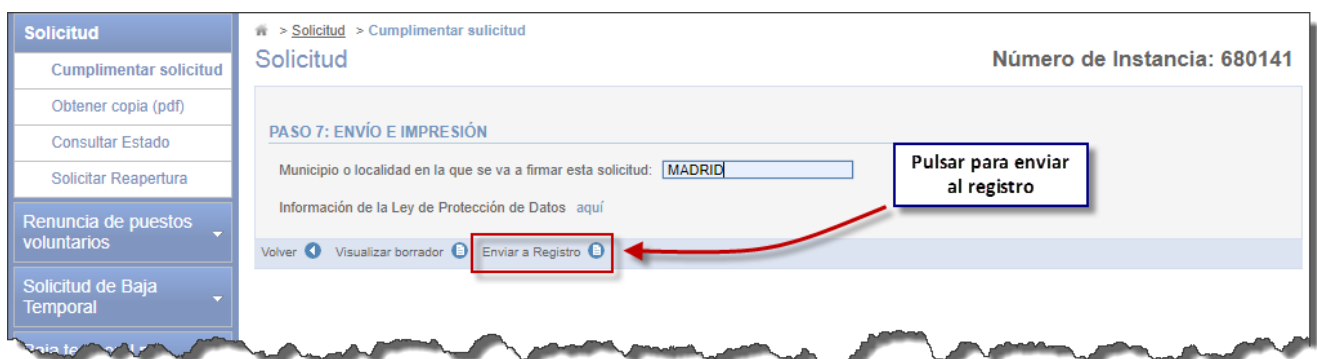 Solicitud
Cumplimentar solicitud
Obtener copia (pdf)
Consultar Estado
Solicitar Reapertura
Renuncia de puestos
voluntarios
Solicitud de Baja
Temporal
> Solicitud > Cumplimentar sulicitud
Solicitud
Número de Instancia: 680141
PASO 7: ENVÍO E IMPRESIÓN
Municipio o localidad en la que se va a firmar esta solicitud: MADRID
Información de la Ley de Protección de Datos aquí
Pulsar para enviar
al registro
Volver Visualizar borrador Enviar a Registro